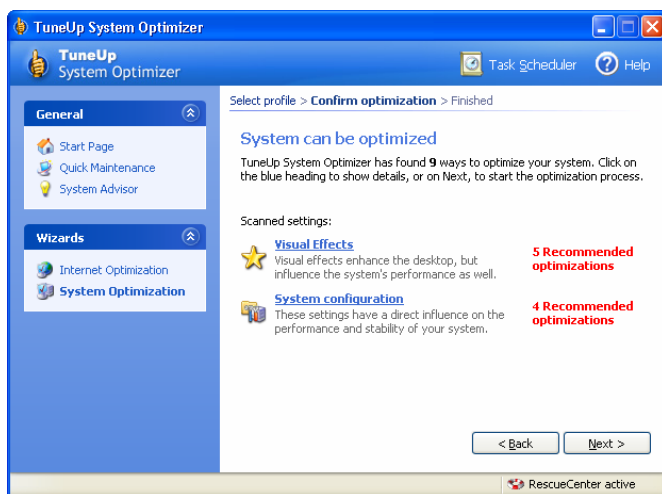 TuneUp System Optimizer
TuneUp
System Optimizer
Task Scheduler
Help
General
Start Page
Quick Maintenance
System Advisor
Wizards
Internet Optimization
System Optimization
Select profile > Confirm optimization > Finished
System can be optimized
TuneUp System Optimizer has found 9 ways to optimize your system. Click on
the blue heading to show details, or on Next, to start the optimization process.
Scanned settings:
Visual Effects
Visual effects enhance the desktop, but
influence the system's performance as well.
5 Recommended
optimizations
System configuration
These settings have a direct influence on the
performance and stability of your system.
4 Recommended
optimizations
< Back
Next >
RescueCenter active